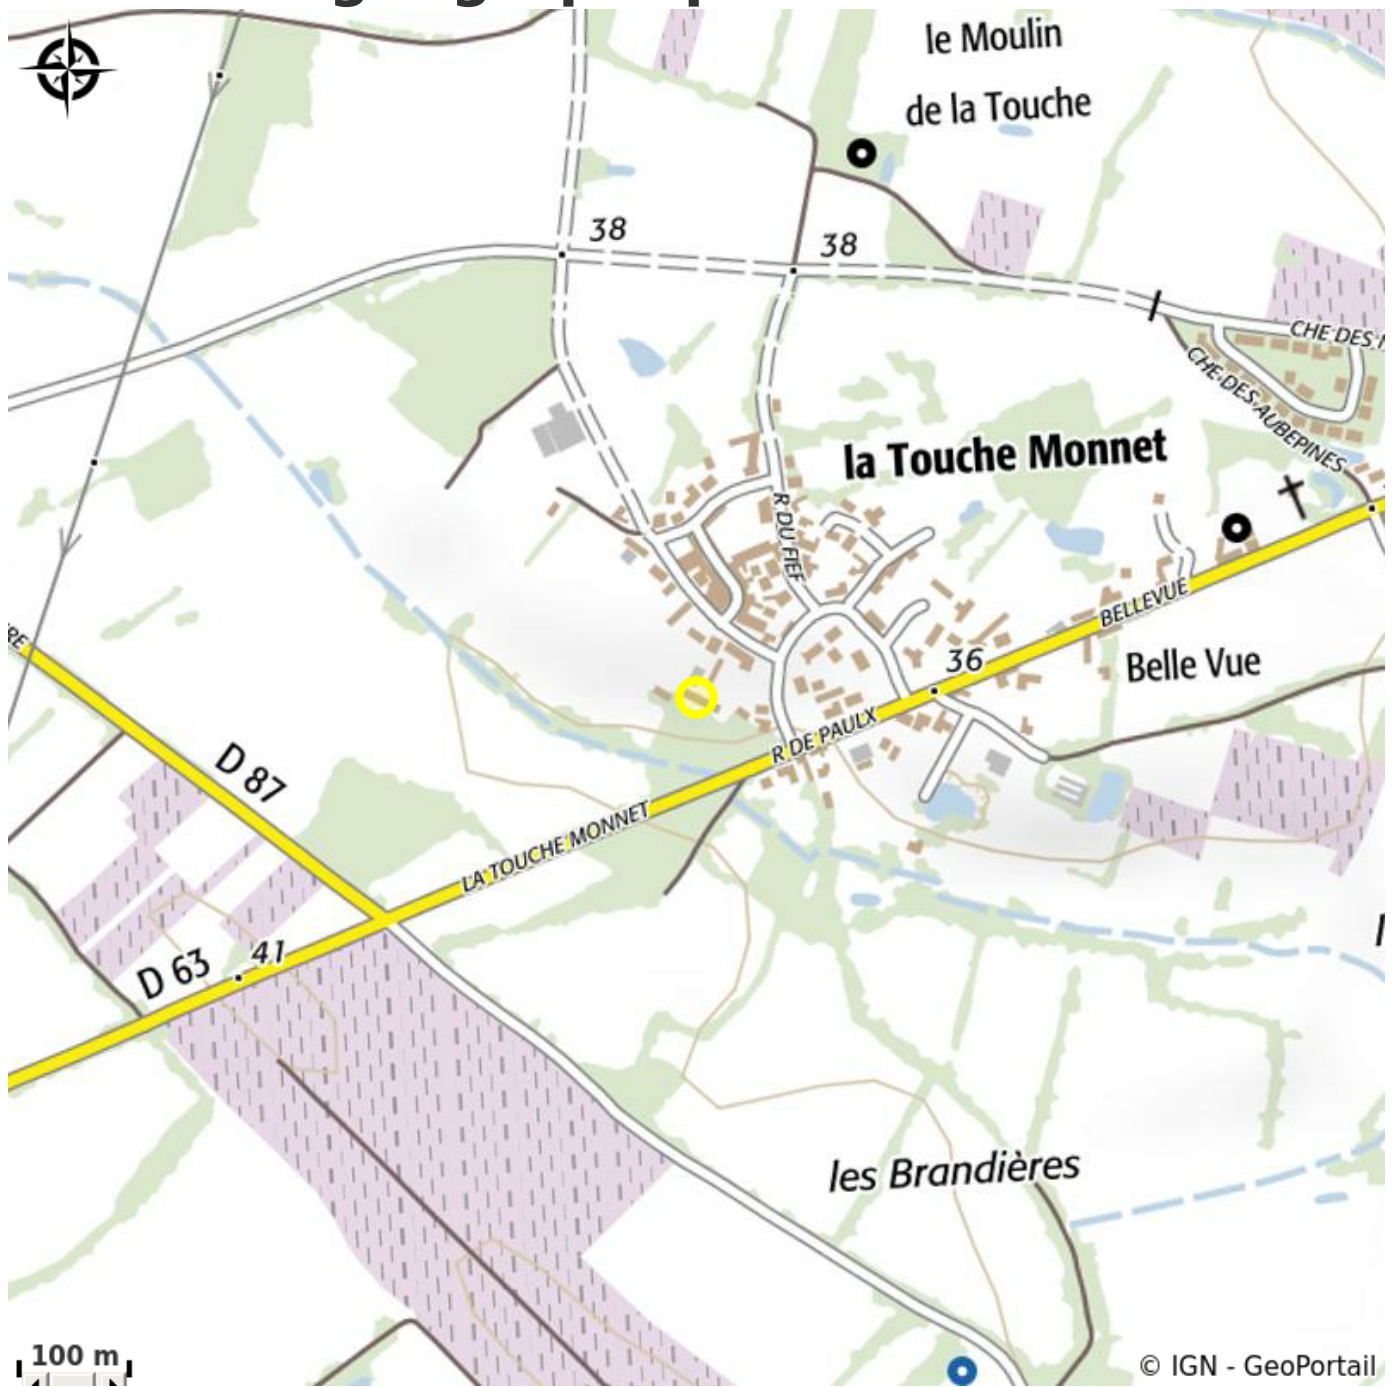 le Moulin
de la Touche
38
38
CHE DES
CHE DES AUBEPINES
la Touche Monnet
R DU FIEF
BELLEVUE
RE
36
Belle Vue
R DE PAULX
D 87
LA TOUCHE MONNET
41
D 63
les Brandières
100 m
© IGN - GeoPortail